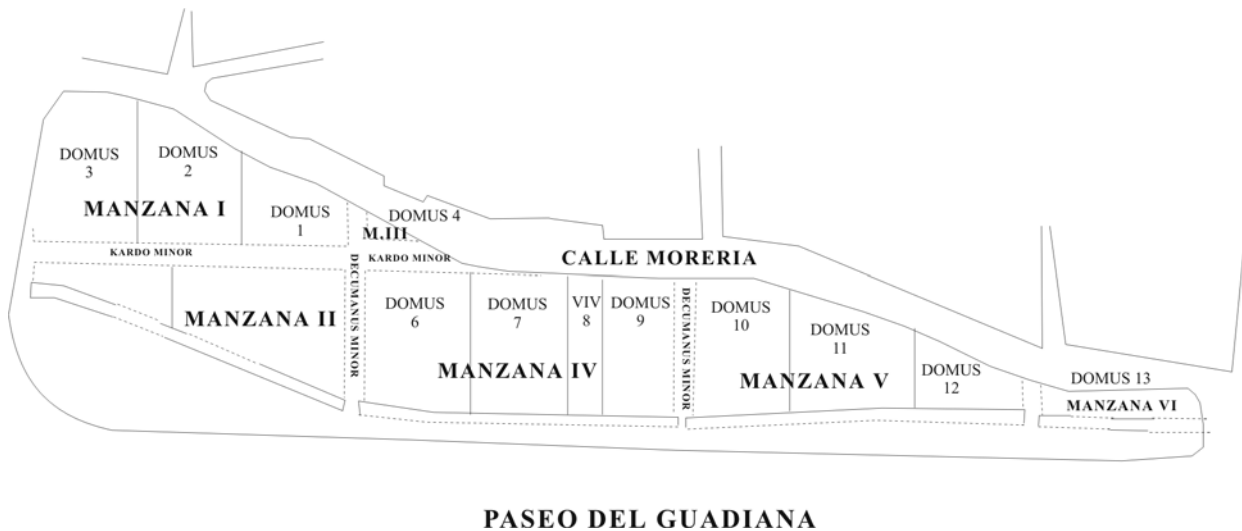 DOMUS
3
DOMUS
2
MANZANA I
DOMUS
1
DOMUS 4
M.III
KARDO MINOR
KARDO MINOR
CALLE MORERIA
DECUMANUS MINOR
MANZANA II
DOMUS
6
DOMUS
7
VIV
8
DOMUS
9
MANZANA IV
DECUMANUS MINOR
DOMUS
10
DOMUS
11
DOMUS
12
MANZANA V
DOMUS 13
MANZANA VI
PASEO DEL GUADIANA